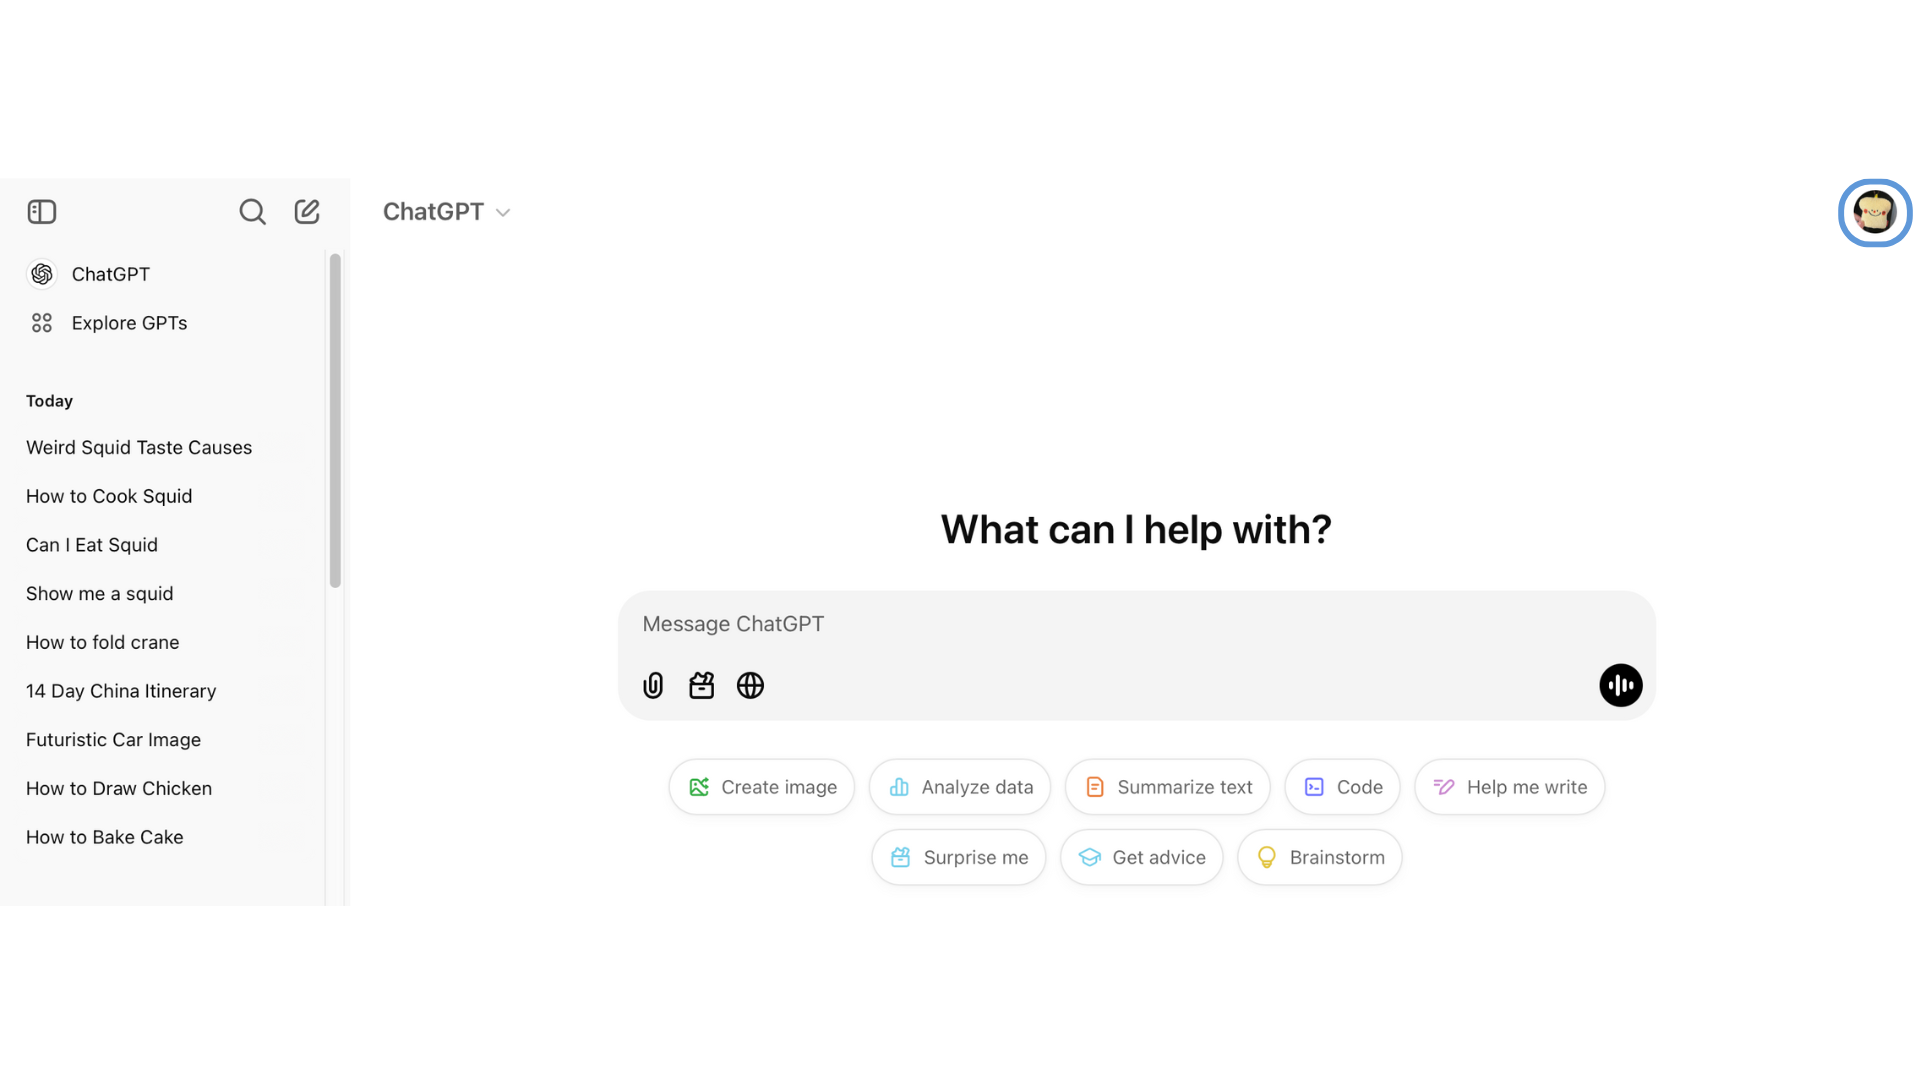 ChatGPT
ChatGPT
Explore GPTs
Today
Weird Squid Taste Causes
How to Cook Squid
Can I Eat Squid
Show me a squid
How to fold crane
14 Day China Itinerary
Futuristic Car Image
How to Draw Chicken
How to Bake Cake
What can I help with?
Message ChatGPT
Create image
Analyze data
Summarize text
Code
Help me write
Surprise me
Get advice
Brainstorm